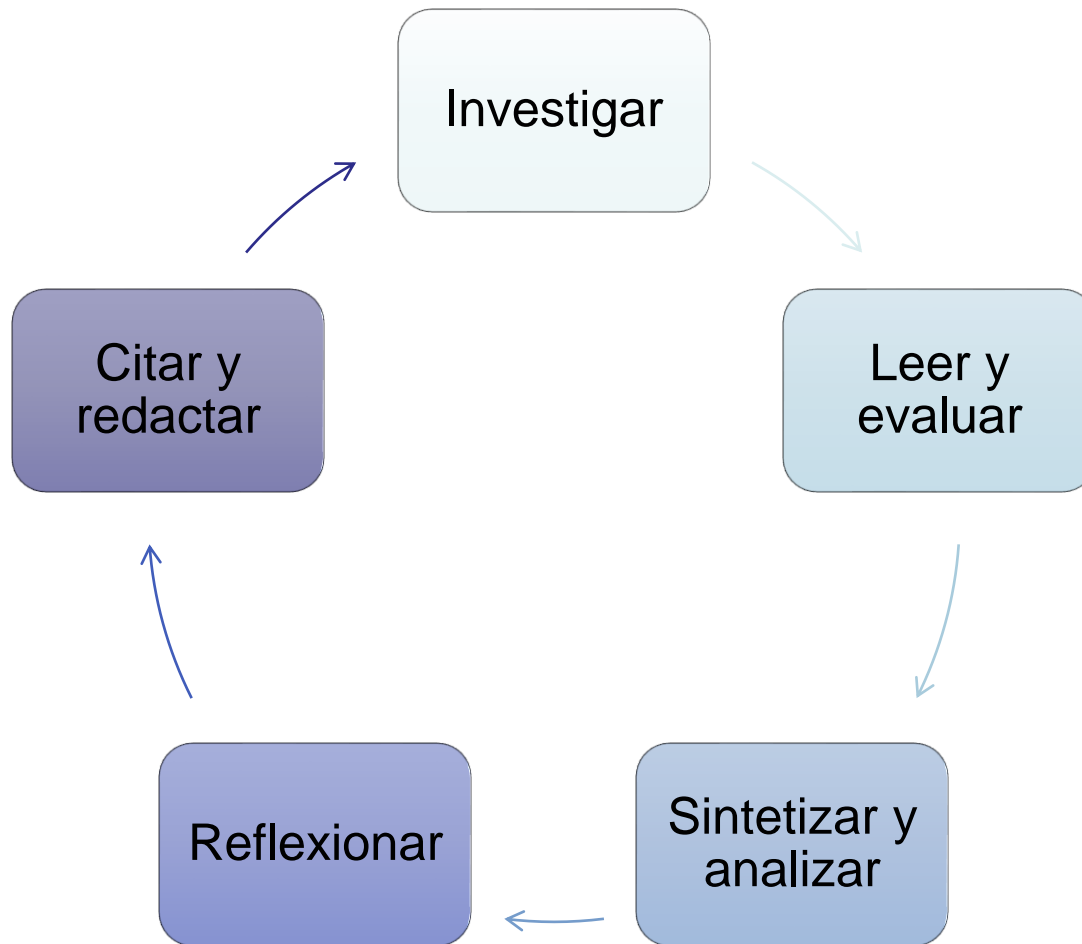 Investigar
Leer y
evaluar
Sintetizar y
analizar
Reflexionar
Citar y
redactar